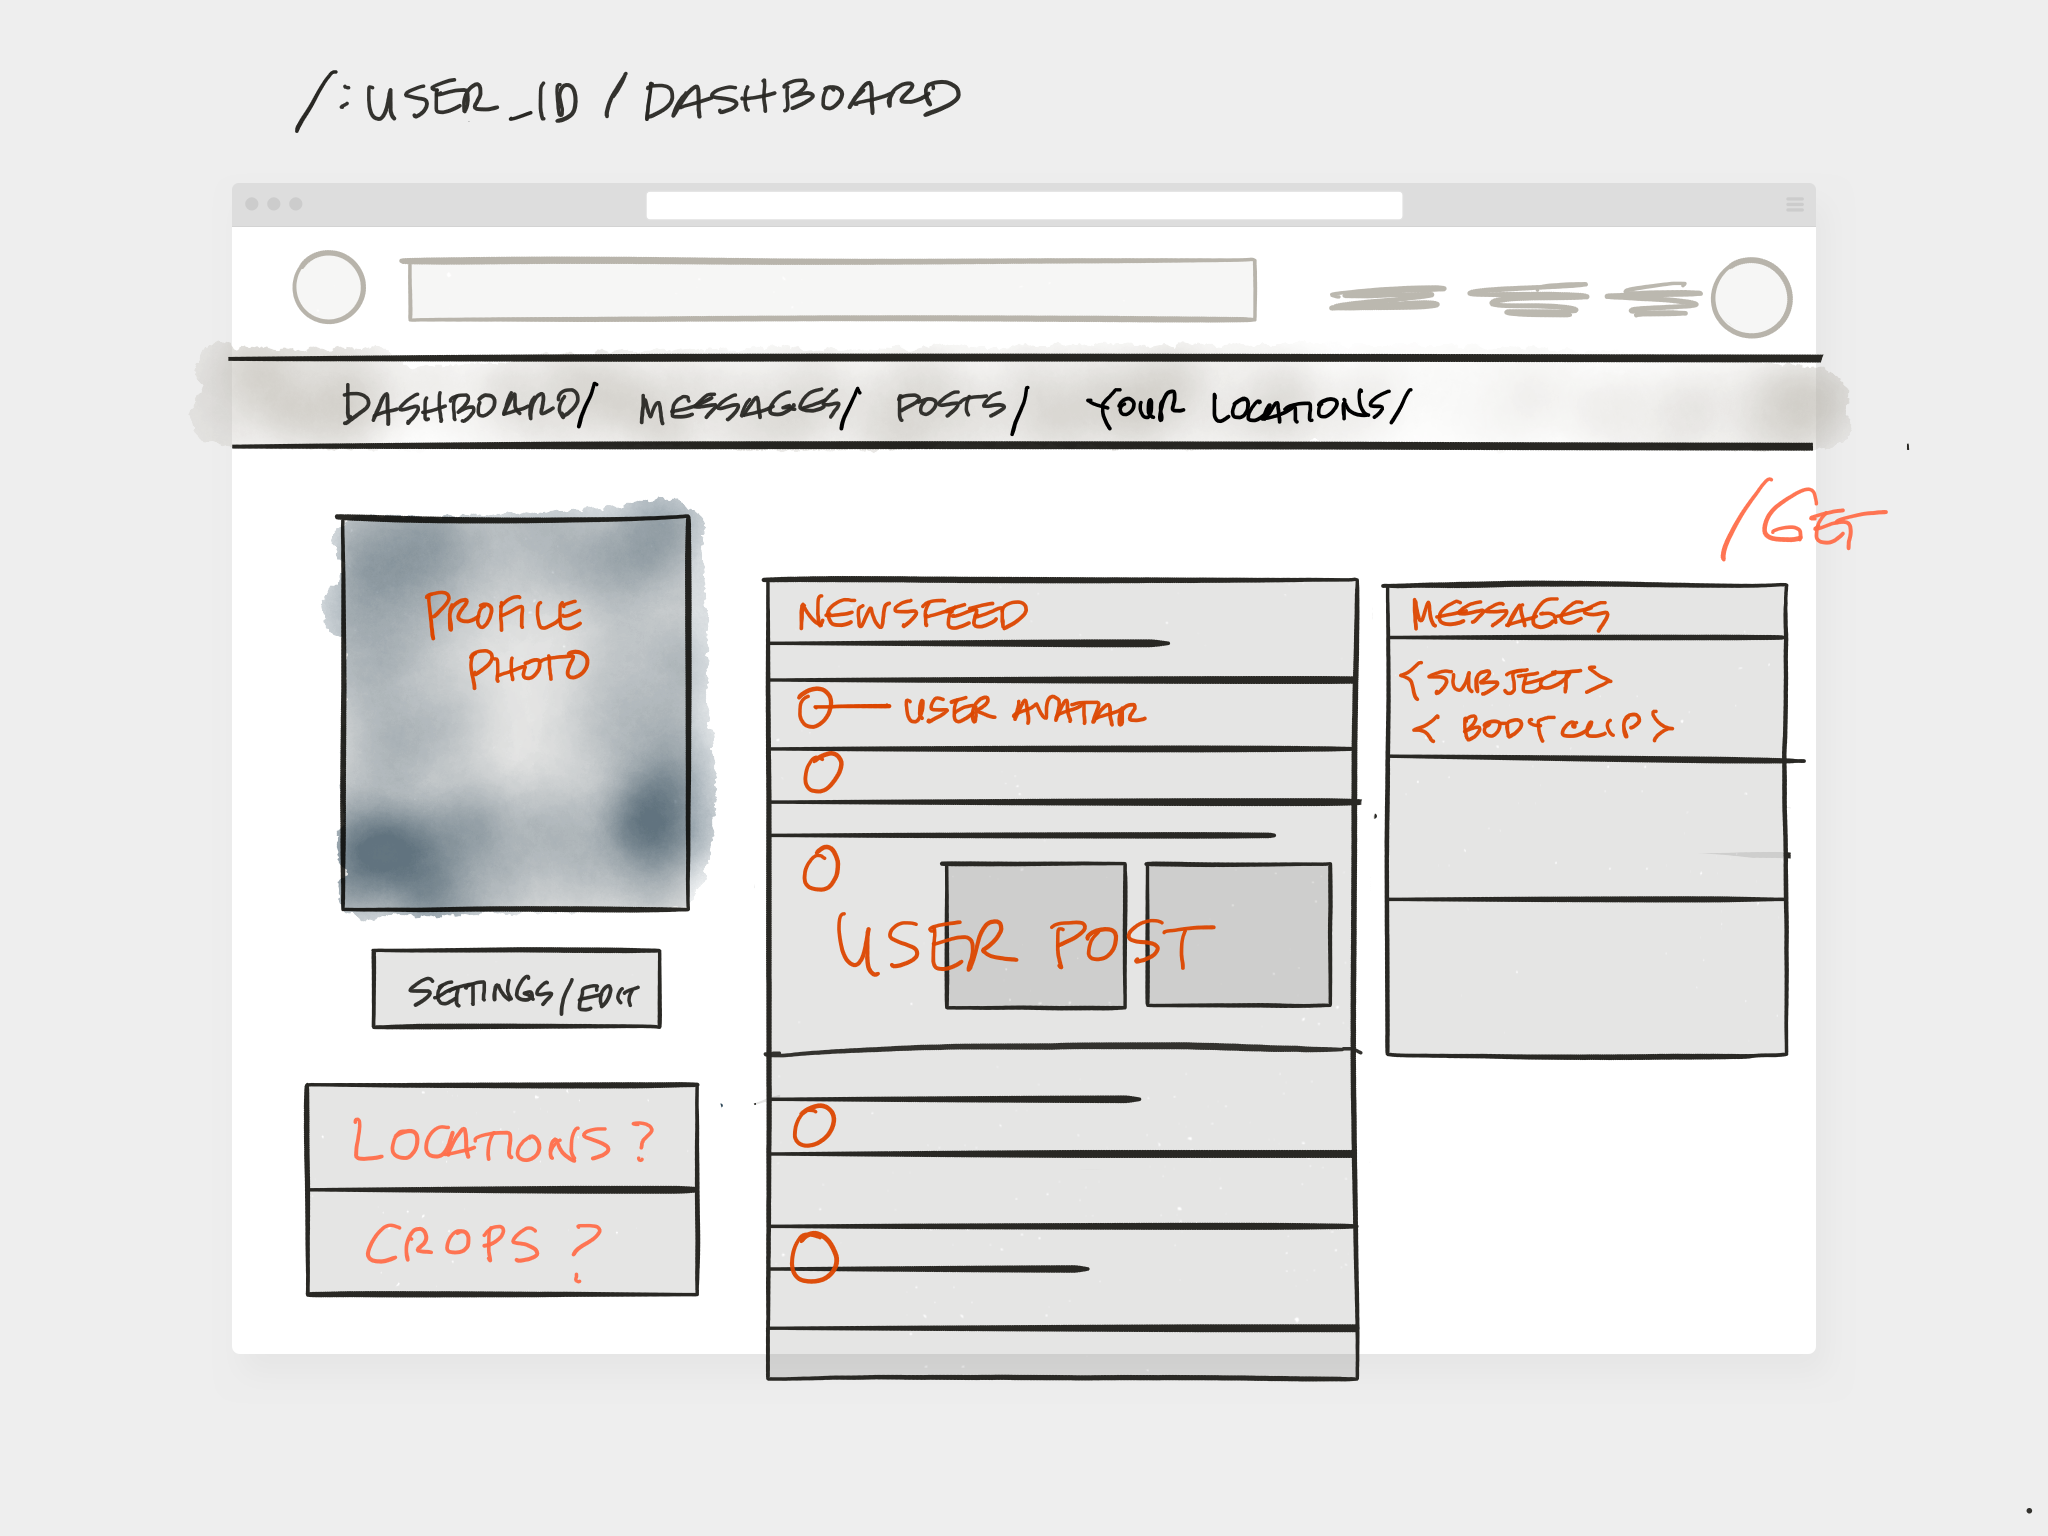 /:USER_ID/DASHBOARD
DASHBOARD/ MESSAGES/ POSTS/ YOUR LOCATIONS/
/GET
PROFILE
PHOTO
SETTINGS/EDIT
LOCATIONS?
CROPS?
NEWSFEED
USER AVATAR
USER POST
MESSAGES
<SUBJECT>
<BODY CLIP>